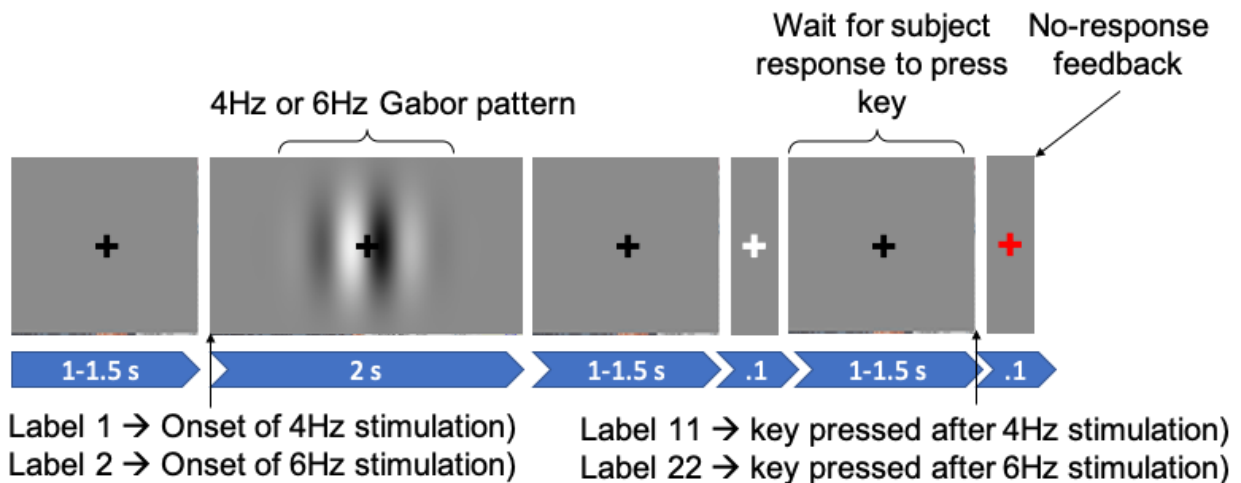 Wait for subject
response to press
key
No-response
feedback
4Hz or 6Hz Gabor pattern
1-1.5 s
2 s
1-1.5 s
.1
1-1.5 s
.1
Label 1 → Onset of 4Hz stimulation)
Label 2 → Onset of 6Hz stimulation)
Label 11 → key pressed after 4Hz stimulation)
Label 22 → key pressed after 6Hz stimulation)